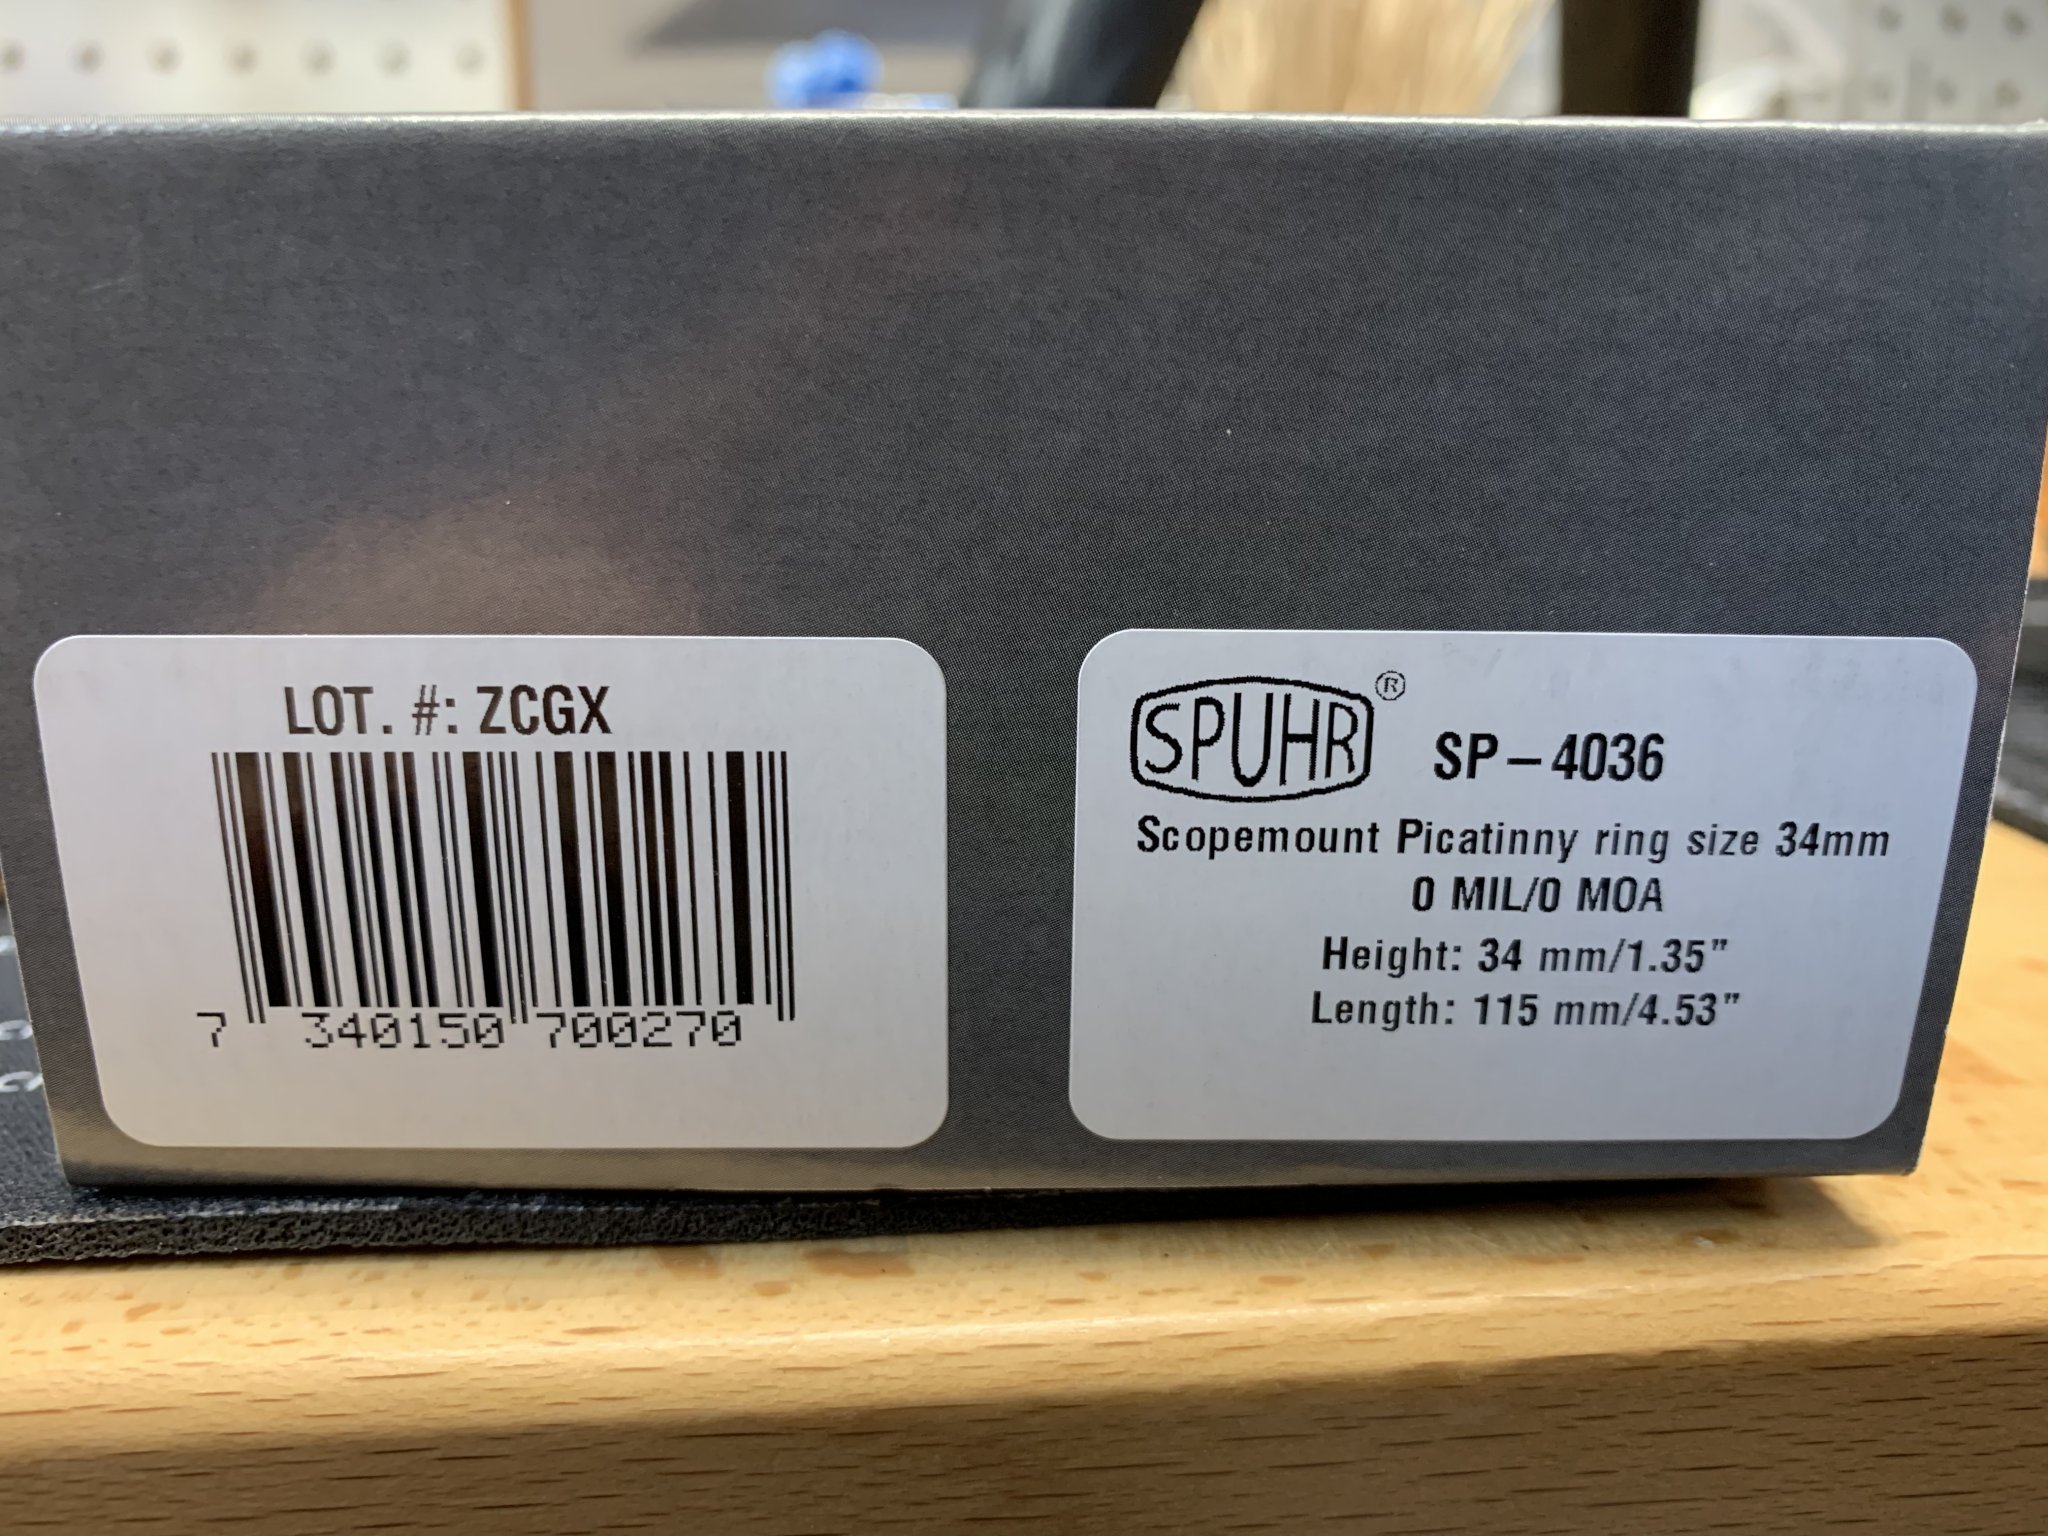 LOT. #: ZCGX
7 340150 700270
SPUHR® SP-4036
Scopemount Picatinny ring size 34mm
0 MIL/0 MOA
Height: 34 mm/1.35"
Length: 115 mm/4.53"